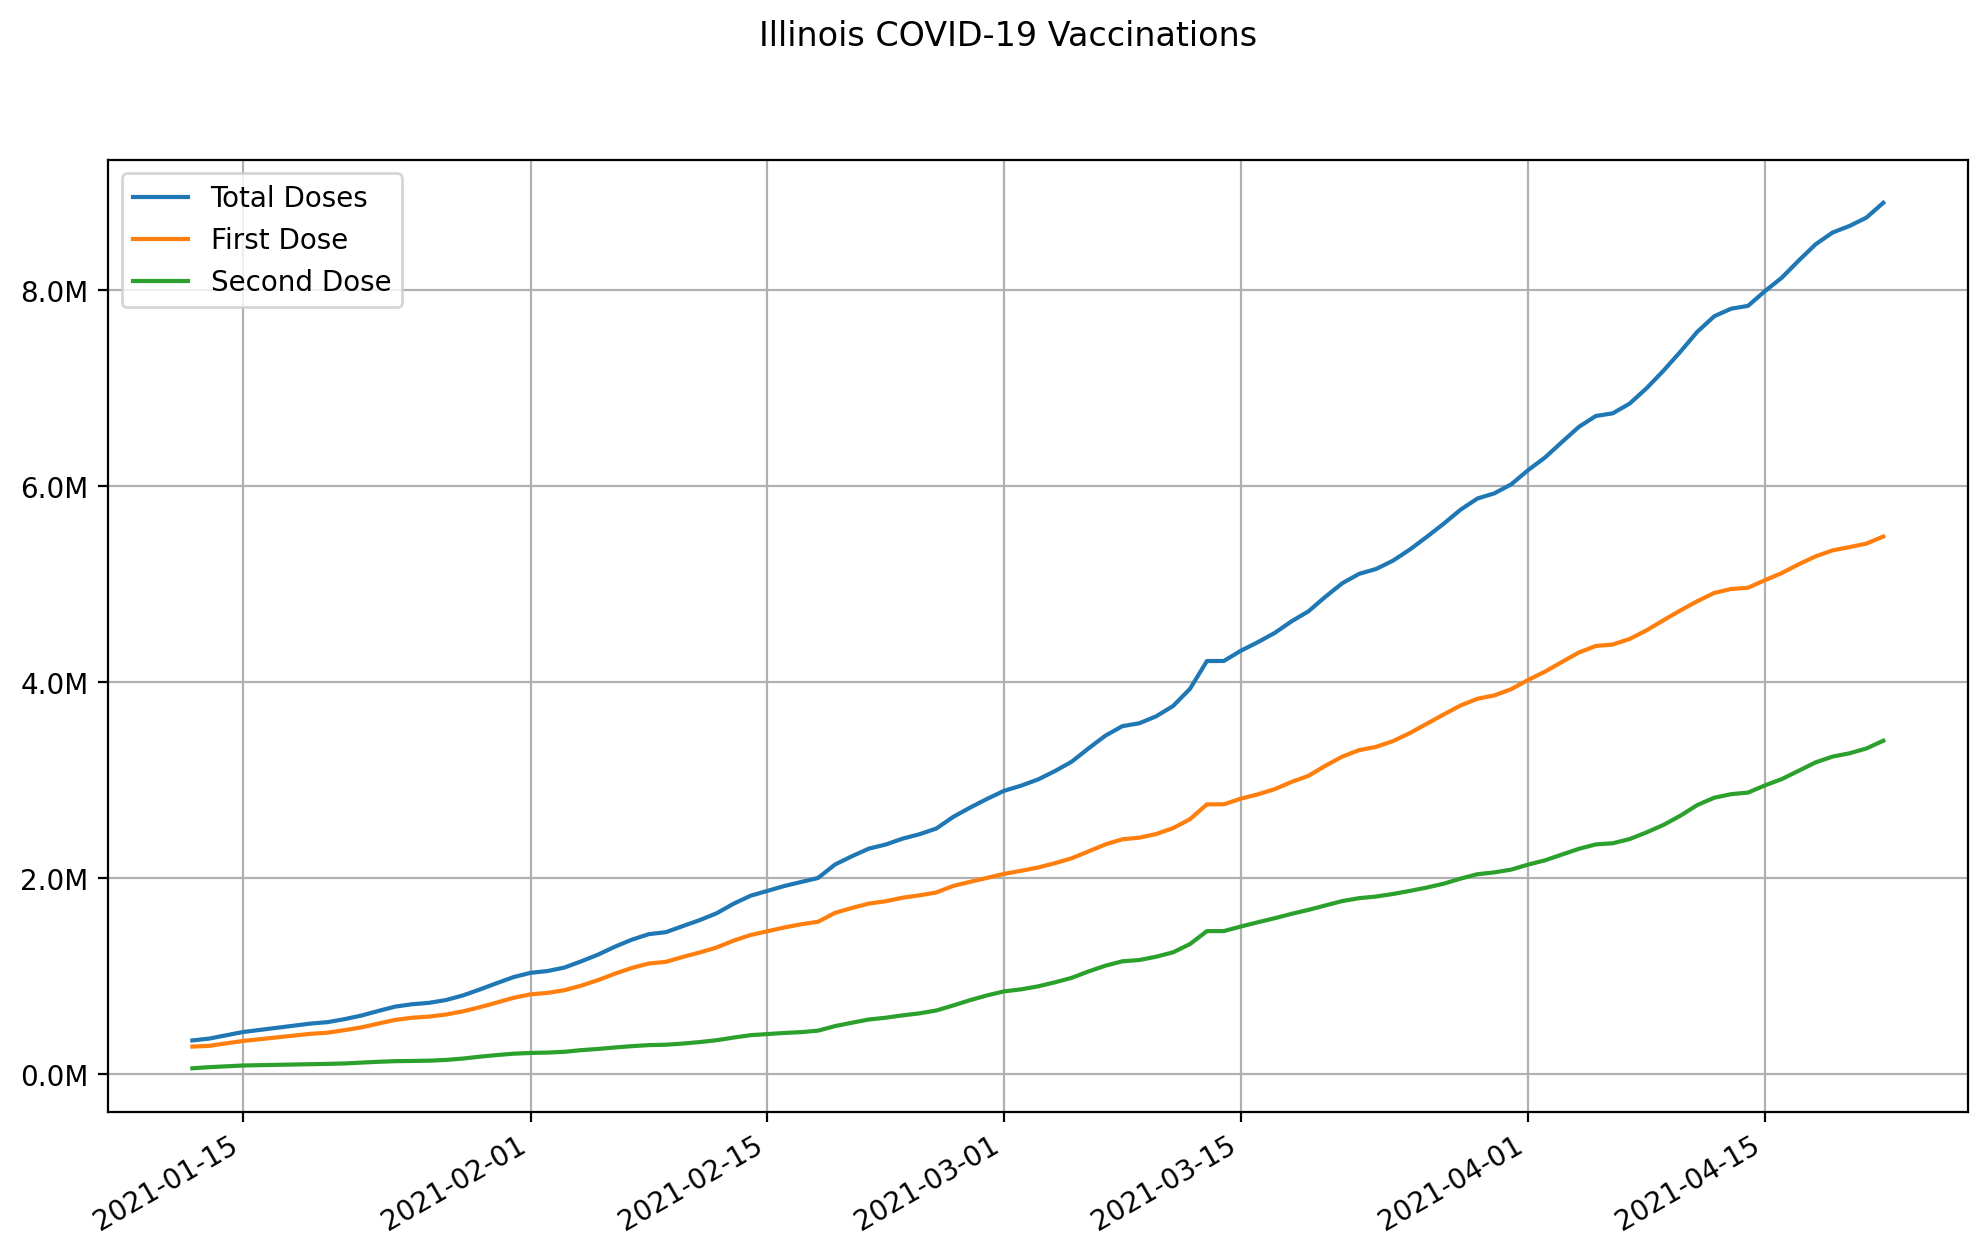 Illinois COVID-19 Vaccinations
Total Doses
First Dose
Second Dose
8.0M
6.0M
4.0M
2.0M
0.0M
2021-01-15
2021-02-01
2021-02-15
2021-03-01
2021-03-15
2021-04-01
2021-04-15